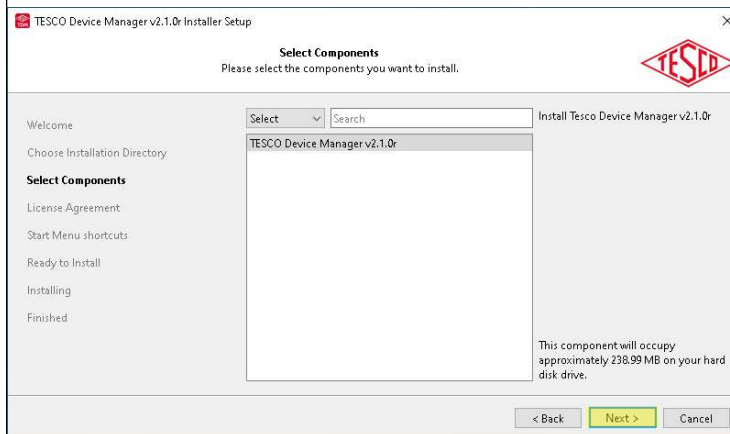 TESCO Device Manager v2.1.0r Installer Setup
Select Components
Please select the components you want to install.
TESCO
Welcome
Choose Installation Directory
Select Components
License Agreement
Start Menu shortcuts
Ready to Install
Installing
Finished
Select
Search
TESCO Device Manager v2.1.0r
Install Tesco Device Manager v2.1.0r
This component will occupy
approximately 238.99 MB on your hard
disk drive.
< Back
Next >
Cancel